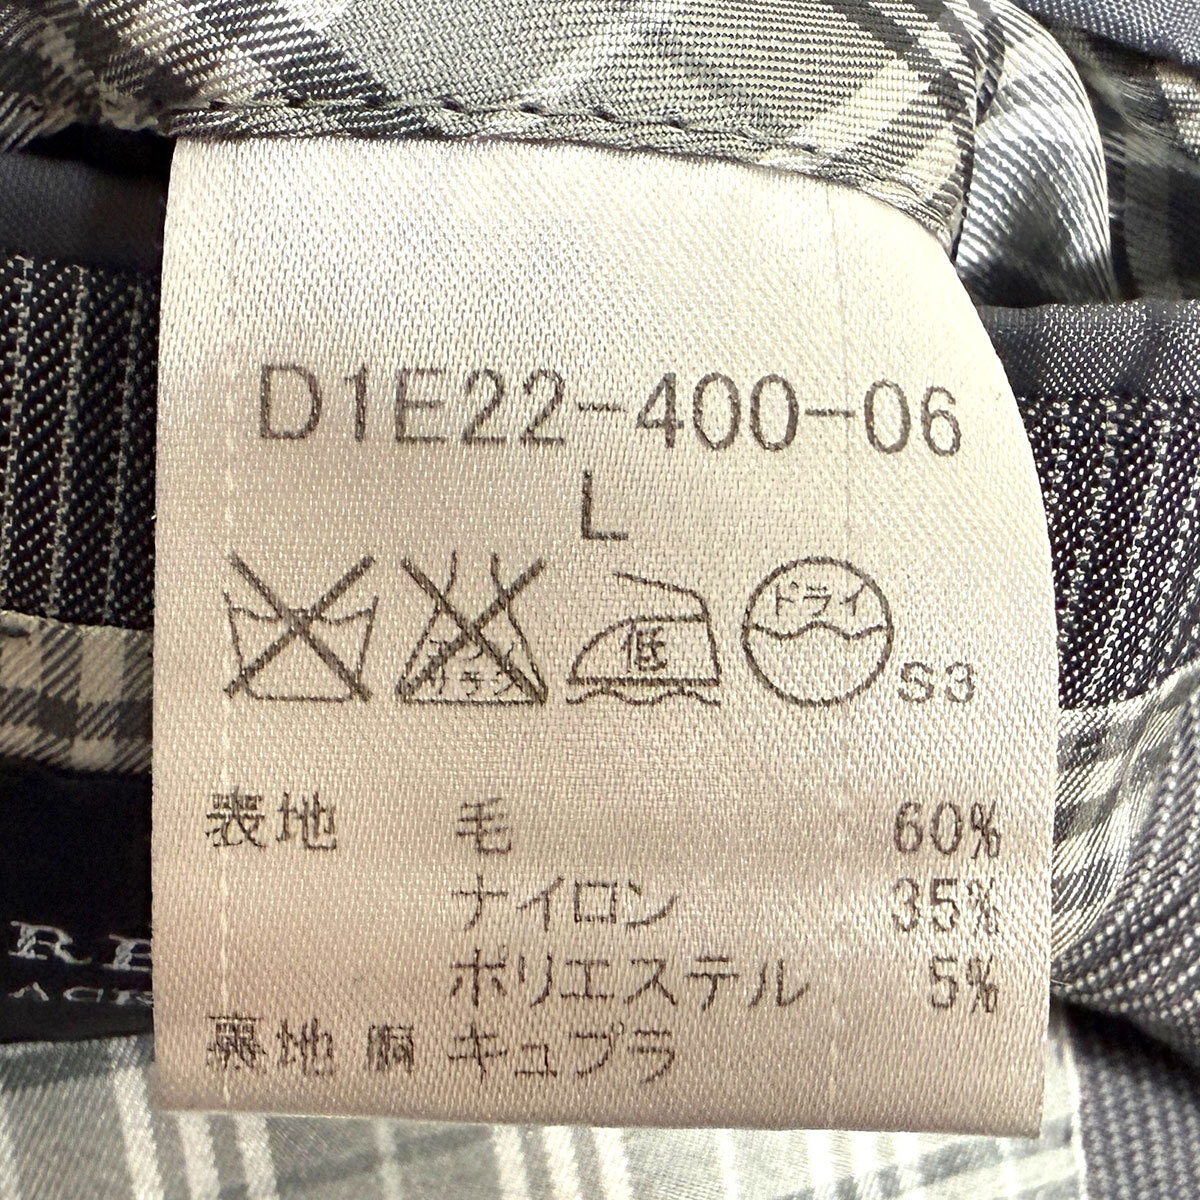 D1E22-400-06
L
低
ドライ
S3
表地 毛 60%
ナイロン 35%
ポリエステル 5%
裏地 胴 キュプラ